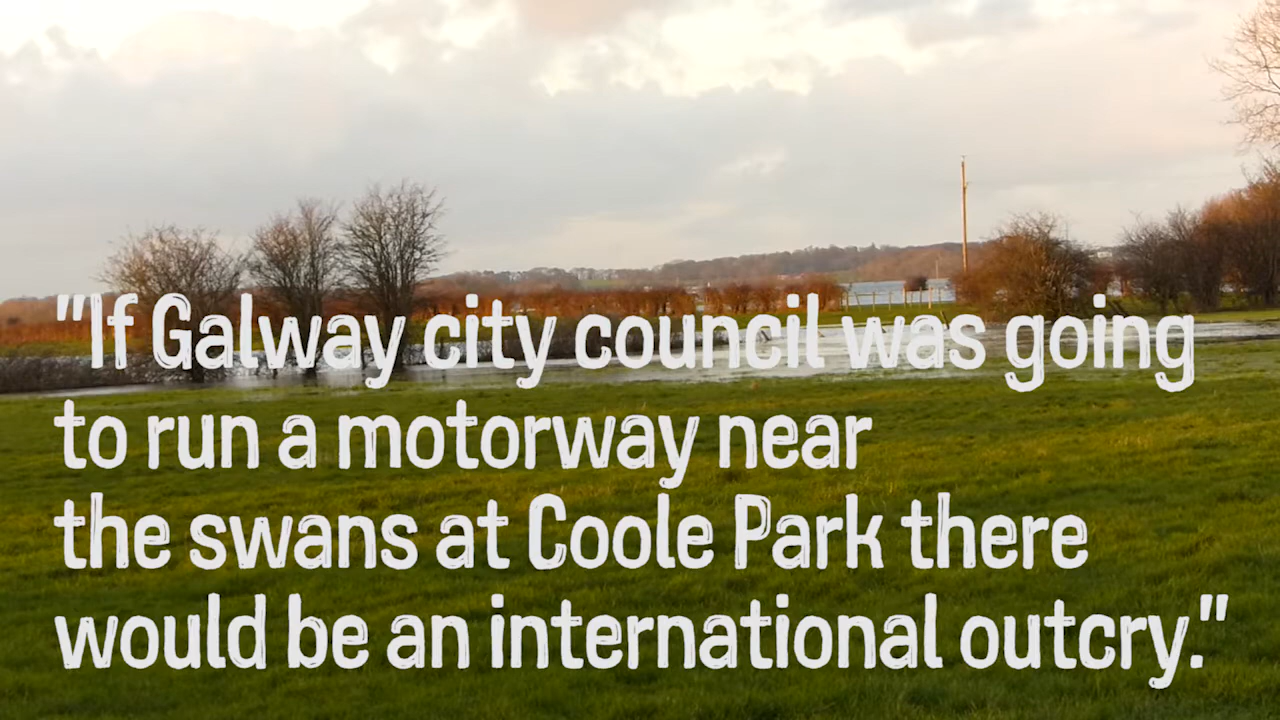 "If Galway city council was going
to run a motorway near
the swans at Coole Park there
would be an international outcry."